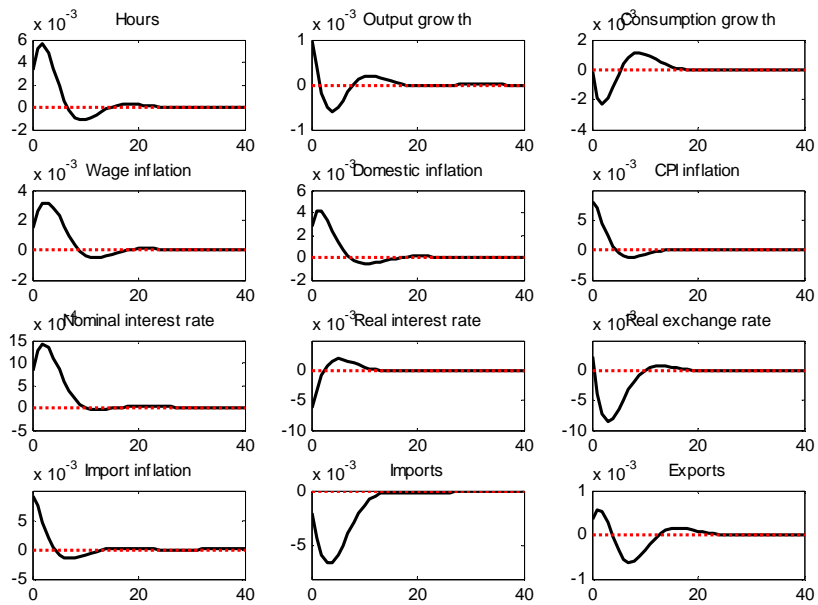 x 10^-3 Hours
6
4
2
0
-2
0 20 40
x 10^-3 Output growth
1
0
-1
0 20 40
x 10^-3 Consumption growth
2
0
-2
-4
0 20 40
x 10^-3 Wage inflation
4
2
0
-2
0 20 40
x 10^-3 Domestic inflation
6
4
2
0
-2
0 20 40
x 10^-3 CPI inflation
5
0
-5
0 20 40
x 10^-4 Nominal interest rate
15
10
5
0
-5
0 20 40
x 10^-3 Real interest rate
5
0
-5
-10
0 20 40
x 10^-3 Real exchange rate
5
0
-5
-10
0 20 40
x 10^-3 Import inflation
5
0
-5
0 20 40
x 10^-3 Imports
0
-5
0 20 40
x 10^-3 Exports
1
0
-1
0 20 40